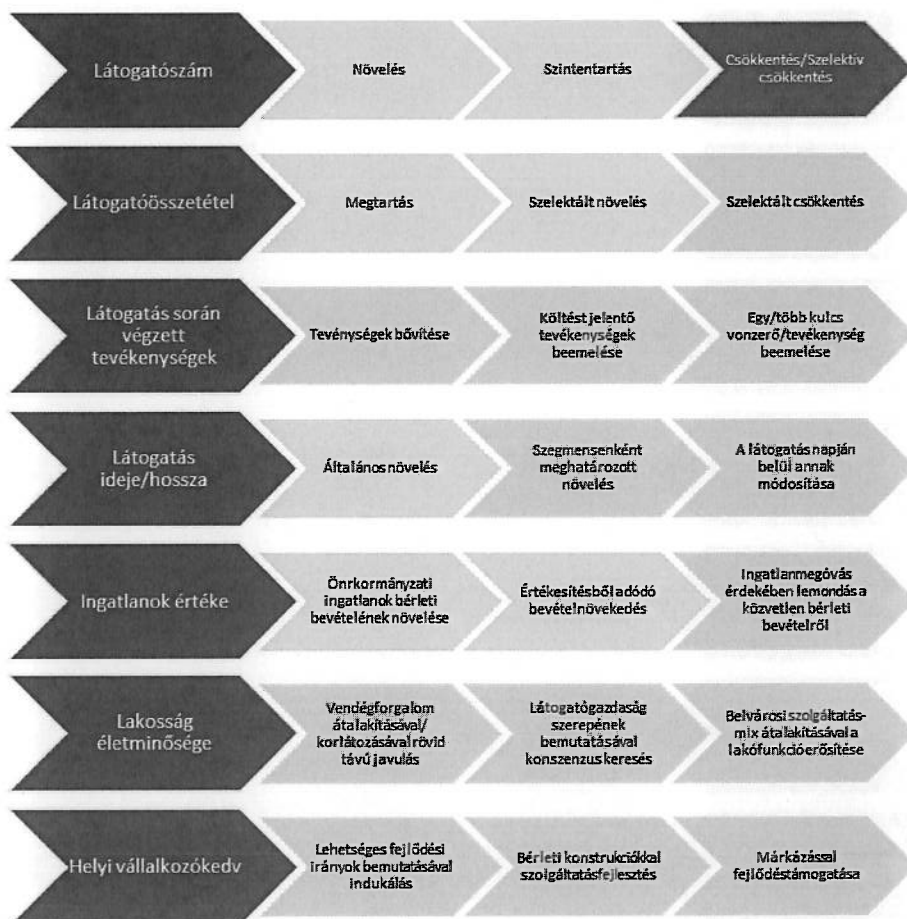 Látogatószám
Növelés
Szintentartás
Csökkentés/Szelektív
csökkentés
Látogatóösszetétel
Megtartás
Szelektált növelés
Szelektált csökkentés
Látogatás során
végzett
tevékenységek
Tevénységek bővítése
Költést jelentő
tevékenységek
beemelése
Egy/több kulcs
vonzerő/tevékenység
beemelése
Látogatás
ideje/hossza
Általános növelés
Szegmensenként
meghatározott
növelés
A látogatás napján
belül annak
módosítása
Ingatlanok értéke
Önrkormányzati
ingatlanok bérleti
bevételének növelése
Értékesítésből adódó
bevételnövekedés
Ingatlanmegóvás
érdekében lemondás a
közvetlen bérleti
bevételről
Lakosság
életminősége
Vendégforgalom
átalakításával/
korlátozásával rövid
távú javulás
Látogatógazdaság
szerepének
bemutatásával
konszenzus keresés
Belvárosi szolgáltatás-
mix átalakításával a
lakófunkció erősítése
Helyi vállalkozókedv
Lehetséges fejlődési
irányok bemutatásával
indukálás
Bérleti konstrukciókkal
szolgáltatásfejlesztés
Márkázással
fejlődéstámogatása